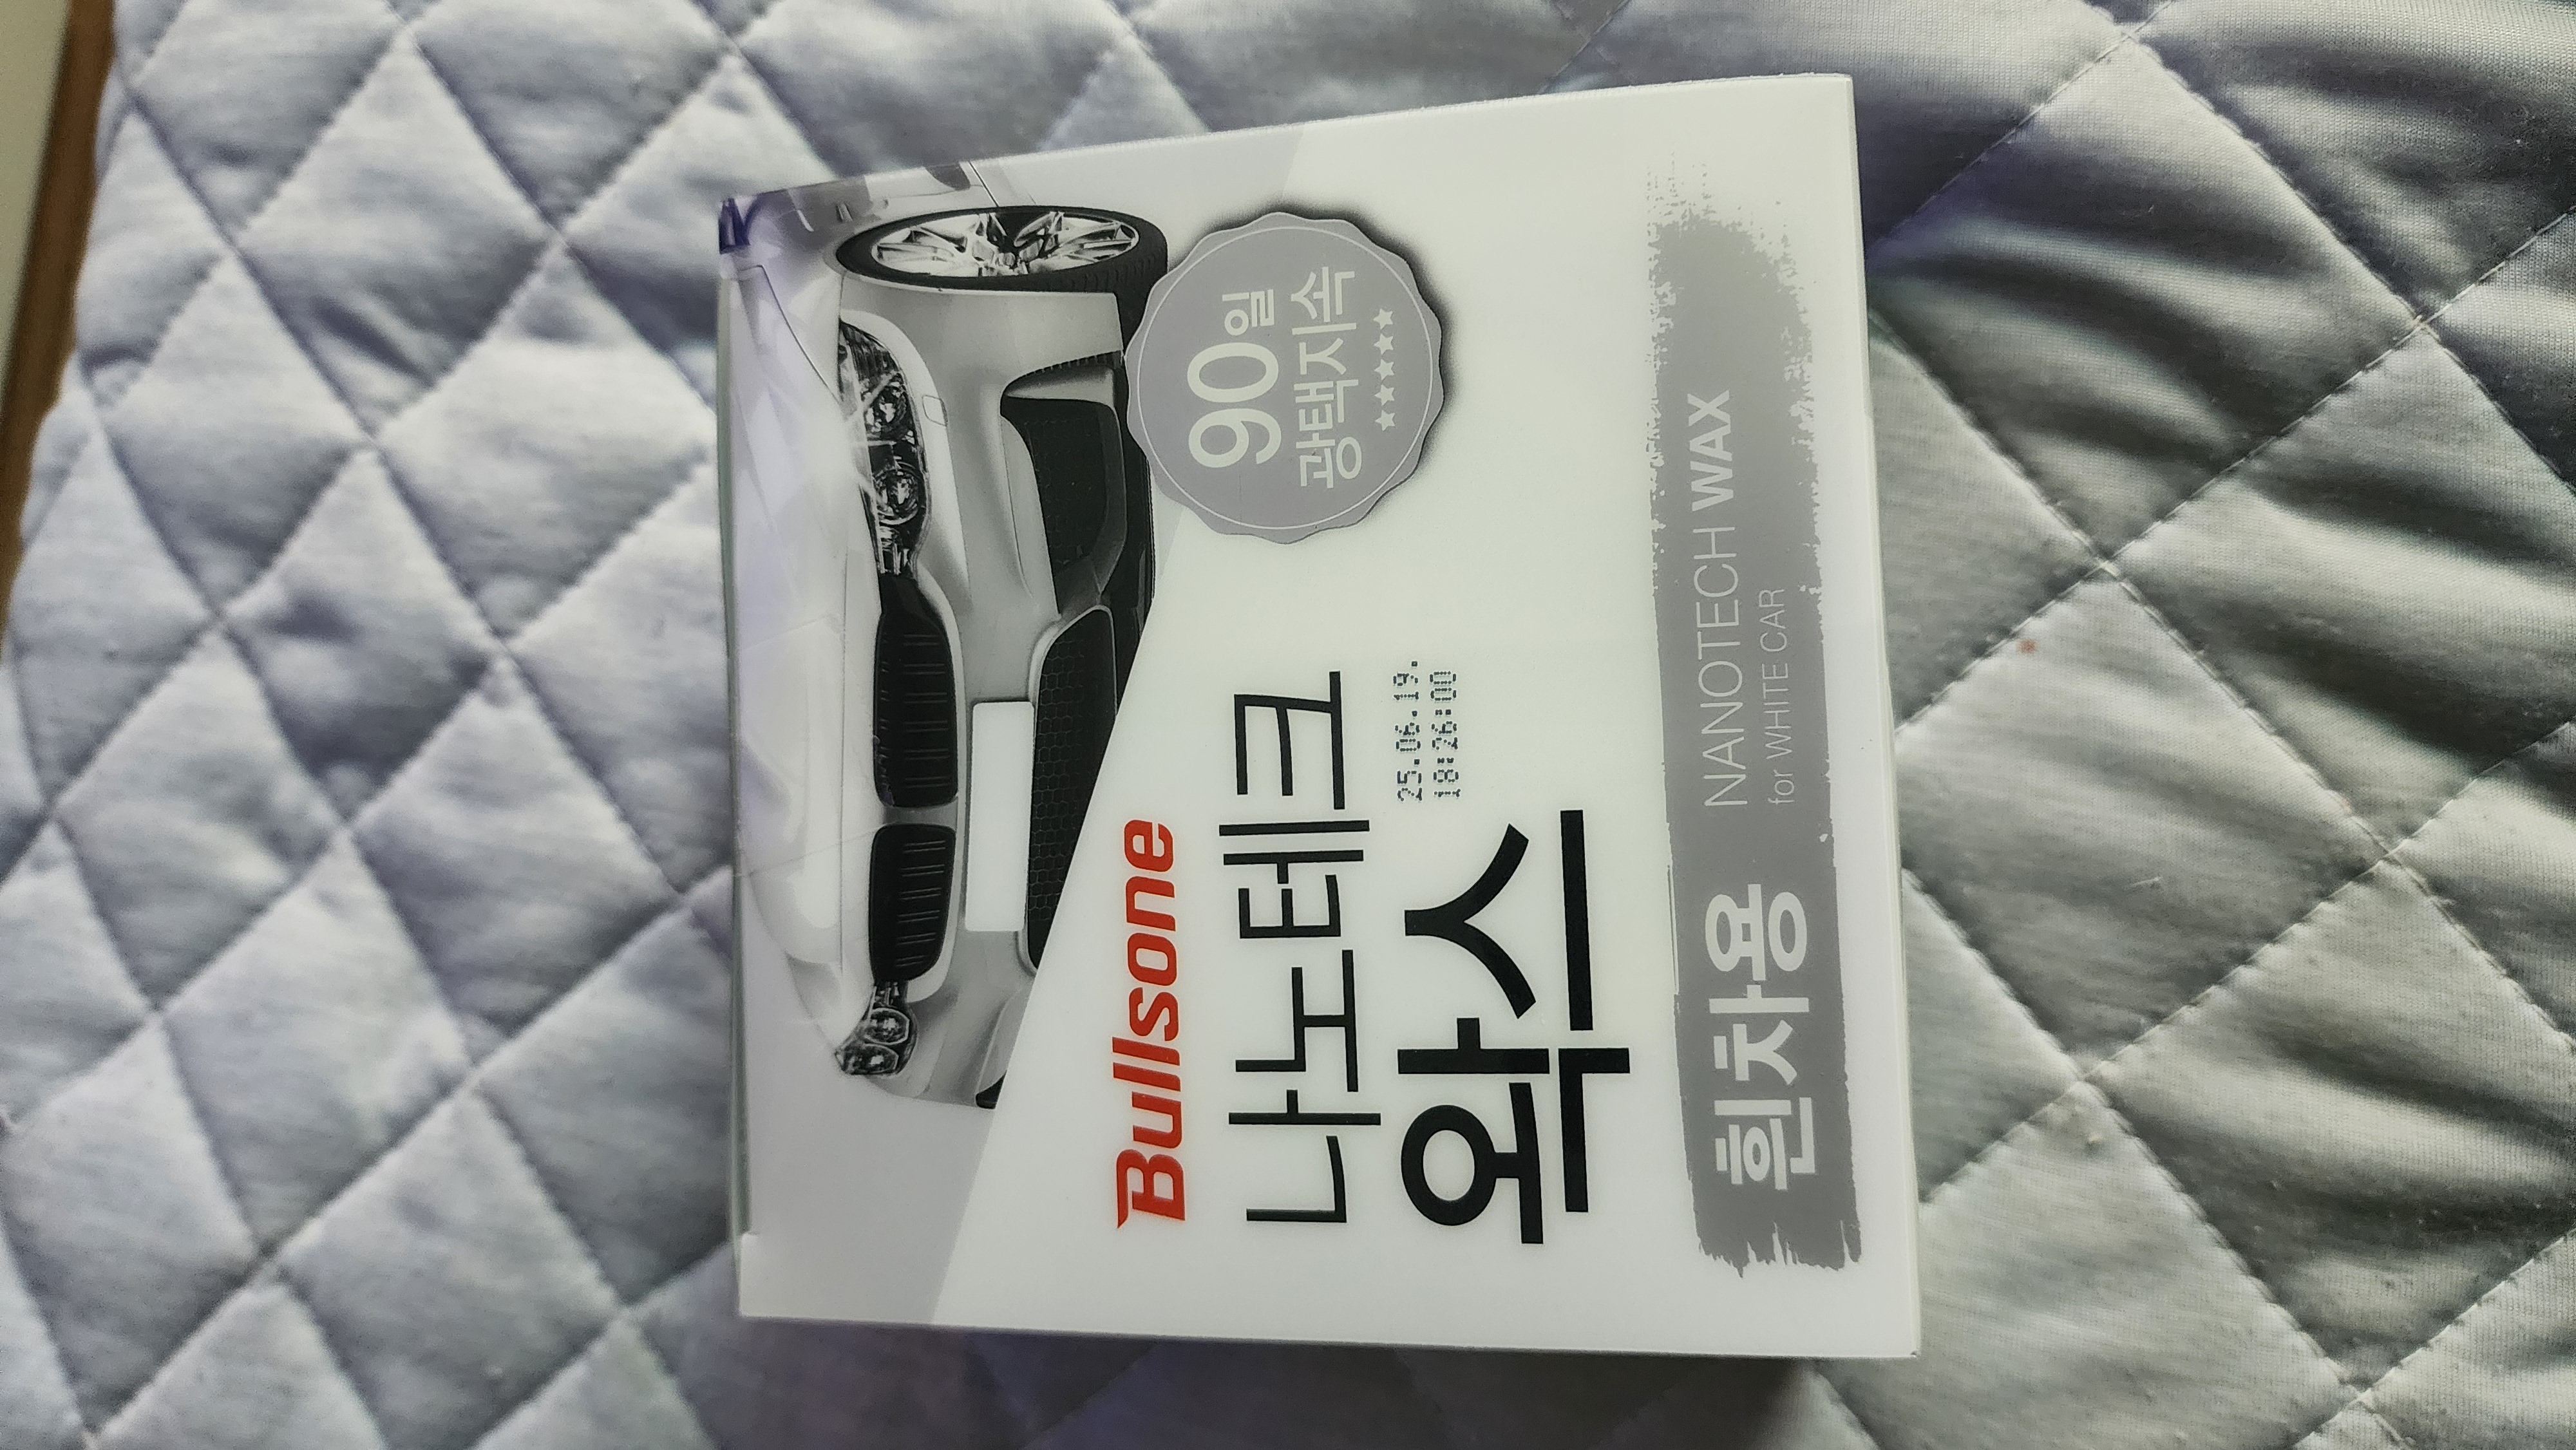 90일
광택지속
Bullsone
나노테크
왁스
25.06.19.
18:26:00
흰차용
NANOTECH WAX
for WHITE CAR